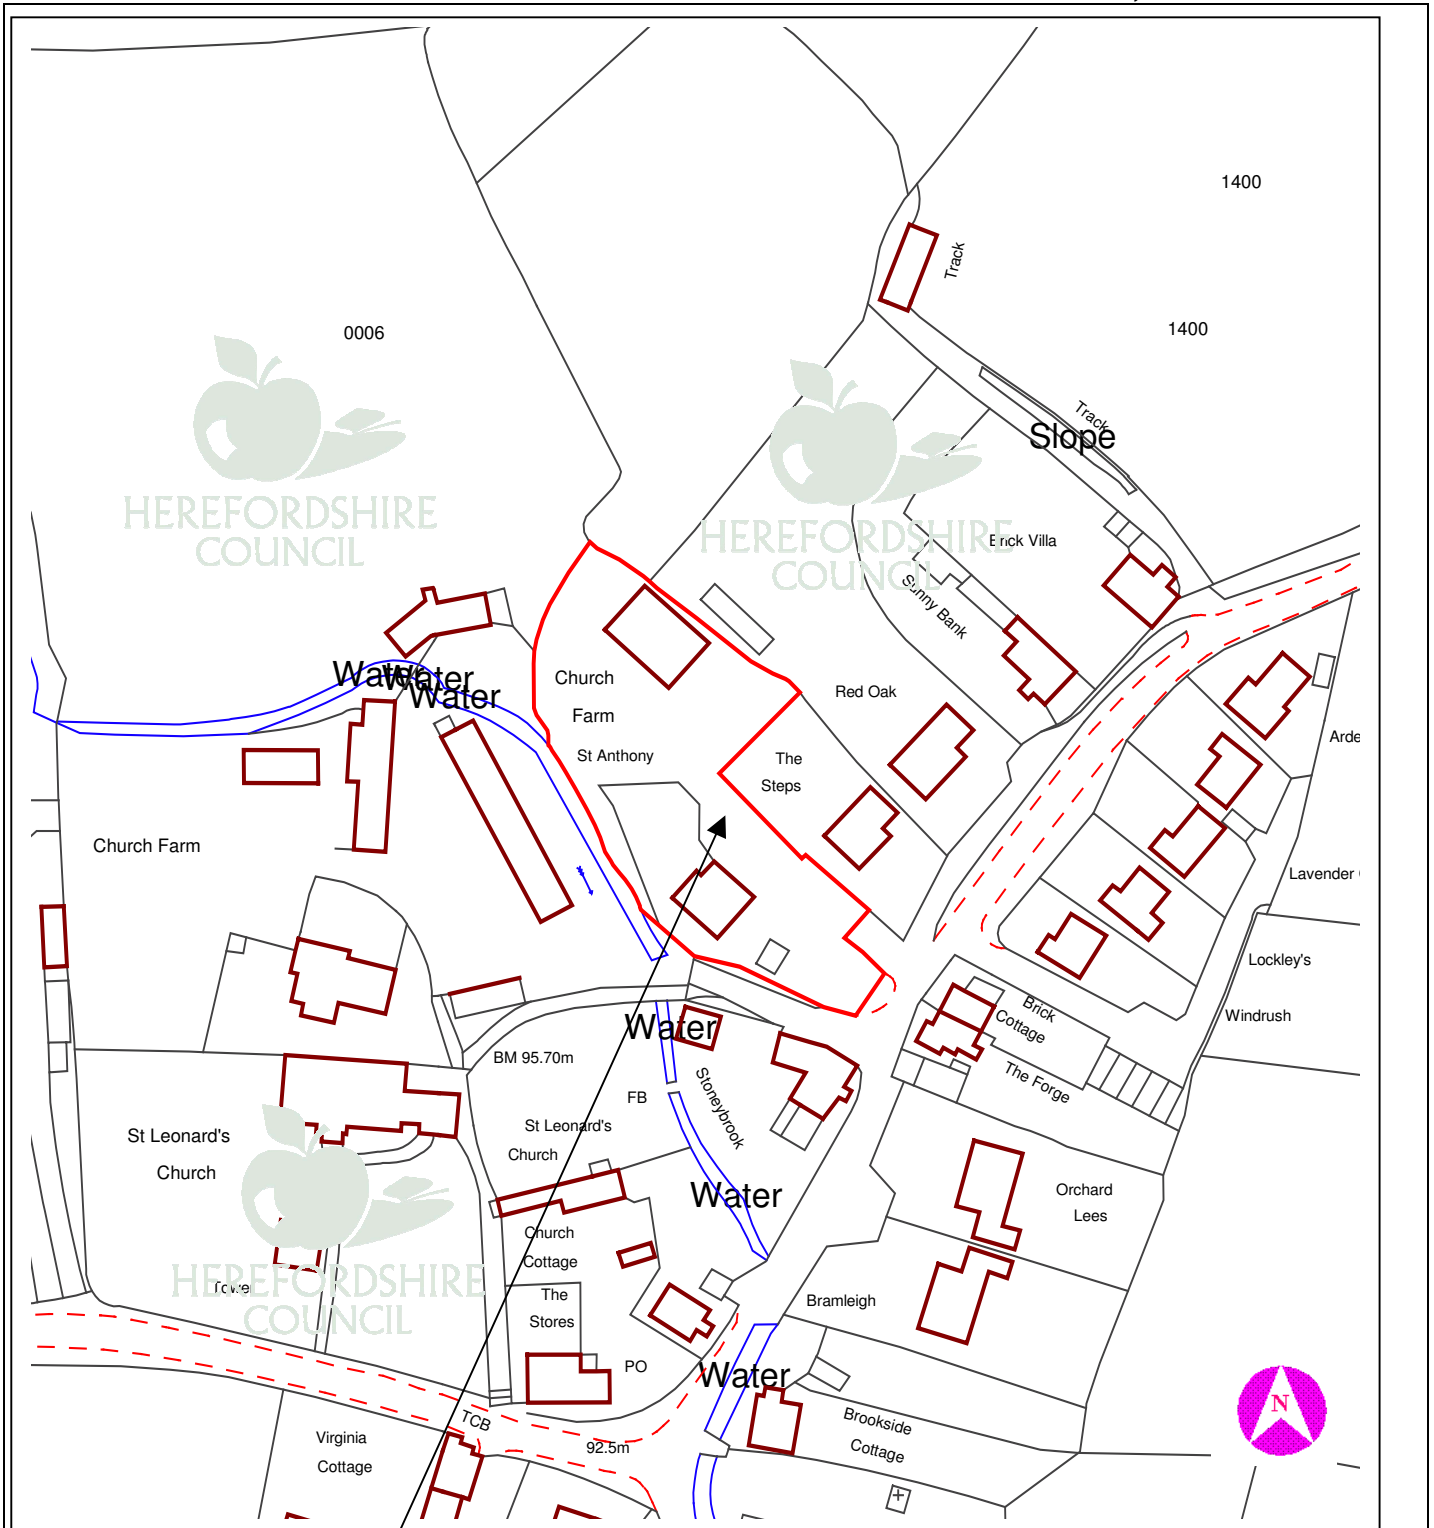 1400
Track
0006
1400
HEREFORDSHIRE
COUNCIL
Track
Slope
HEREFORDSHIRE
COUNCIL
Brick Villa
Sunny Bank
Water
Water
Water
Church
Farm
Red Oak
St Anthony
The
Steps
Church Farm
Lavender
Lockley's
Windrush
Brick
Cottage
The Forge
Water
BM 95.70m
FB
Stoneybrook
St Leonard's
Church
St Leonard's
Church
Water
Orchard
Lees
Church
Cottage
HEREFORDSHIRE
COUNCIL
Tower
The
Stores
Bramleigh
PO
Water
TCB
92.5m
Virginia
Cottage
Brookside
Cottage
N